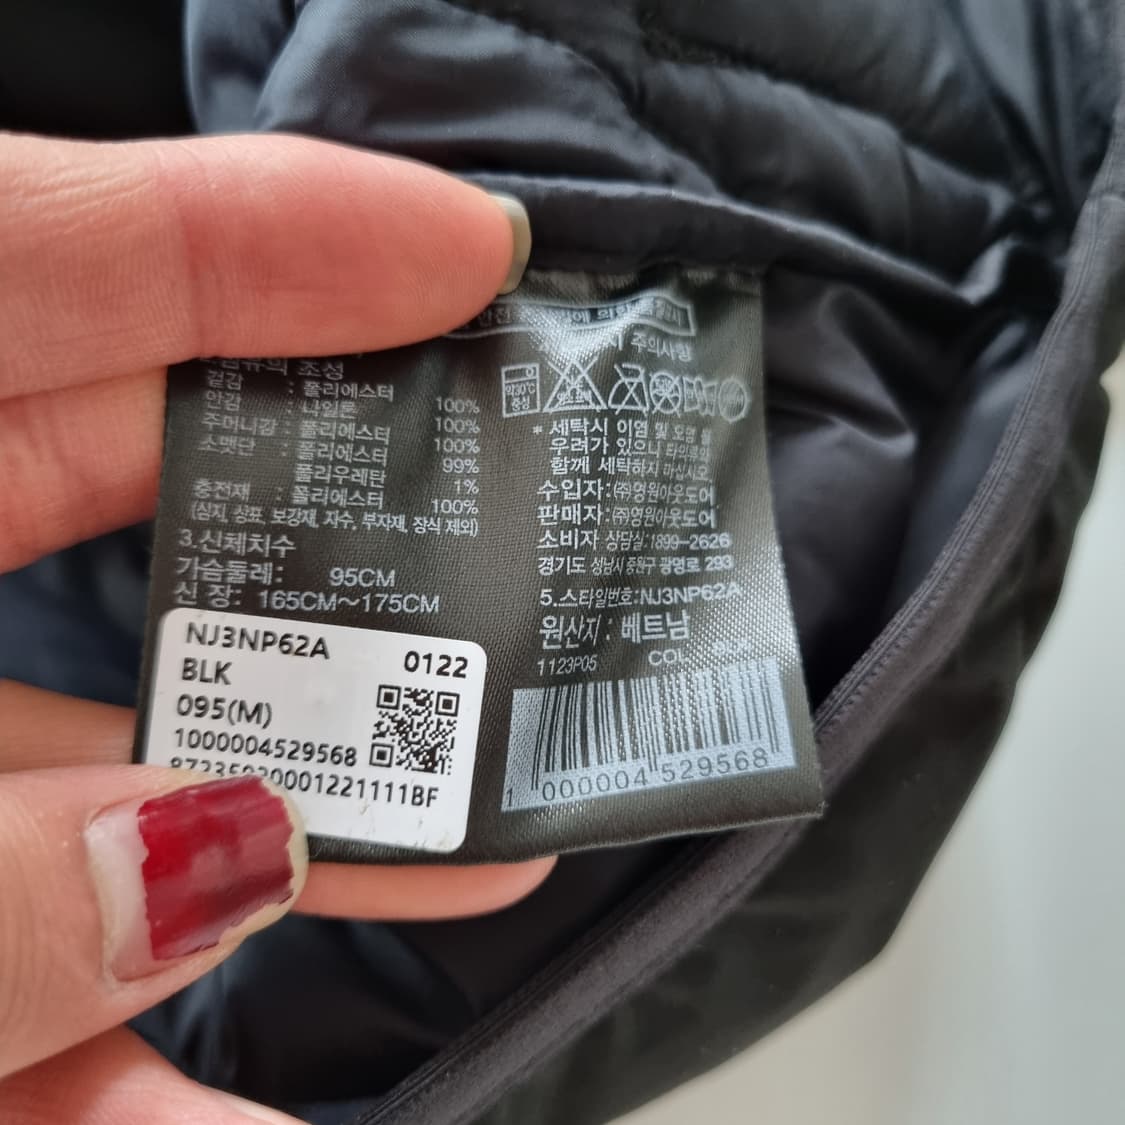 조성
겉감 : 폴리에스터 100%
안감 : 나일론 100%
주머니감 : 폴리에스터 100%
소맷단 : 폴리에스터 99%
폴리우레탄 1%
충전재 : 폴리에스터 100%
(심지, 상표, 보강재, 자수, 부자재, 장식 제외)
3.신체치수
가슴둘레: 95CM
신 장: 165CM~175CM
NJ3NP62A 0122
BLK
095(M)
1000004529568
0001221111BF
주의사항
약30℃
중성
* 세탁시 이염 및 오염 될
우려가 있으니 타의류와
함께 세탁하지 마십시오.
수입자:(주)영원아웃도어
판매자:(주)영원아웃도어
소비자 상담실:1899-2626
경기도 성남시 중원구 광명로 293
5.스타일번호:NJ3NP62A
원산지: 베트남
1123P05 COL
1 000004 529568